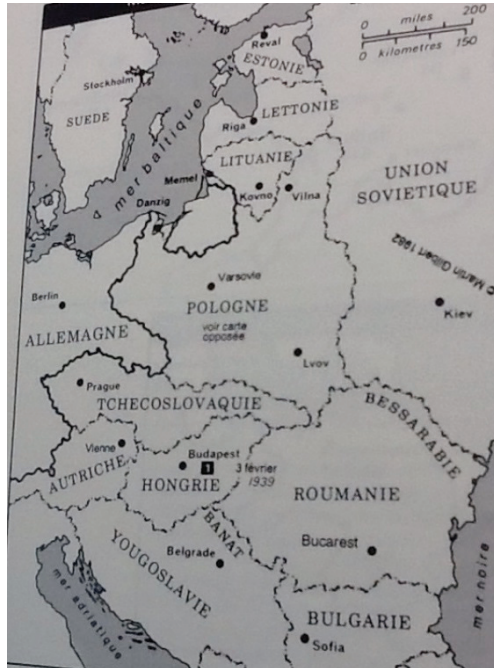 0 miles 200
0 kilometres 150
Reval
ESTONIE
Stockholm
SUEDE
mer baltique
LETTONIE
Riga
LITUANIE
UNION
SOVIETIQUE
Memel
Kovno
Vilna
Danzig
© Martin Gilbert 1982
Varsovie
Berlin
POLOGNE
voir carte
opposée
Kiev
ALLEMAGNE
Lvov
Prague
TCHECOSLOVAQUIE
BESSARABIE
Vienne
AUTRICHE
Budapest
1 3 février
1939
HONGRIE
ROUMANIE
BANAT
YOUGOSLAVIE
Belgrade
Bucarest
mer noire
mer adriatique
BULGARIE
Sofia